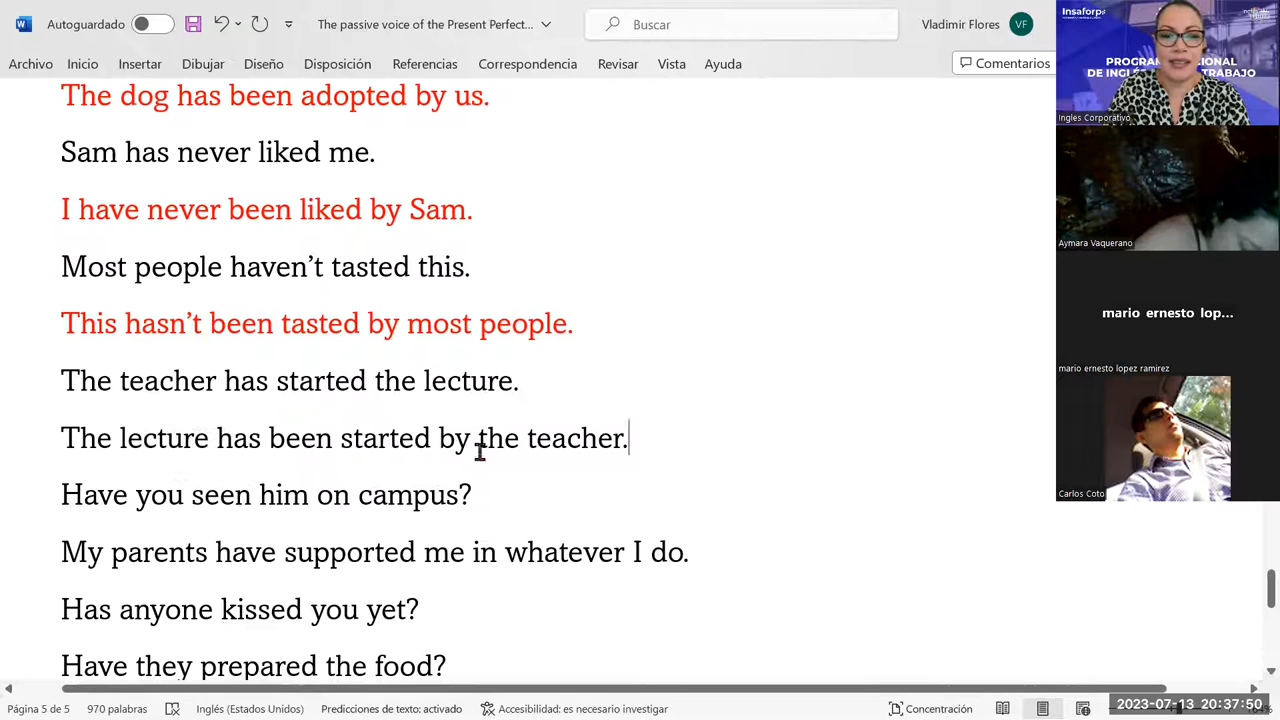 Autoguardado
The passive voice of the Present Perfect...
Buscar
Vladimir Flores
VF
Archivo
Inicio
Insertar
Dibujar
Diseño
Disposición
Referencias
Correspondencia
Revisar
Vista
Ayuda
Comentarios
The dog has been adopted by us.
Sam has never liked me.
I have never been liked by Sam.
Most people haven’t tasted this.
This hasn’t been tasted by most people.
The teacher has started the lecture.
The lecture has been started by the teacher.
Have you seen him on campus?
My parents have supported me in whatever I do.
Has anyone kissed you yet?
Have they prepared the food?
Insaforp
Ingles Corporativo
Aymara Vaquerano
mario ernesto lop...
mario ernesto lopez ramirez
Carlos Coto
Página 5 de 5
970 palabras
Inglés (Estados Unidos)
Predicciones de texto: activado
Accesibilidad: es necesario investigar
Concentración
2023-07-13 20:37:50